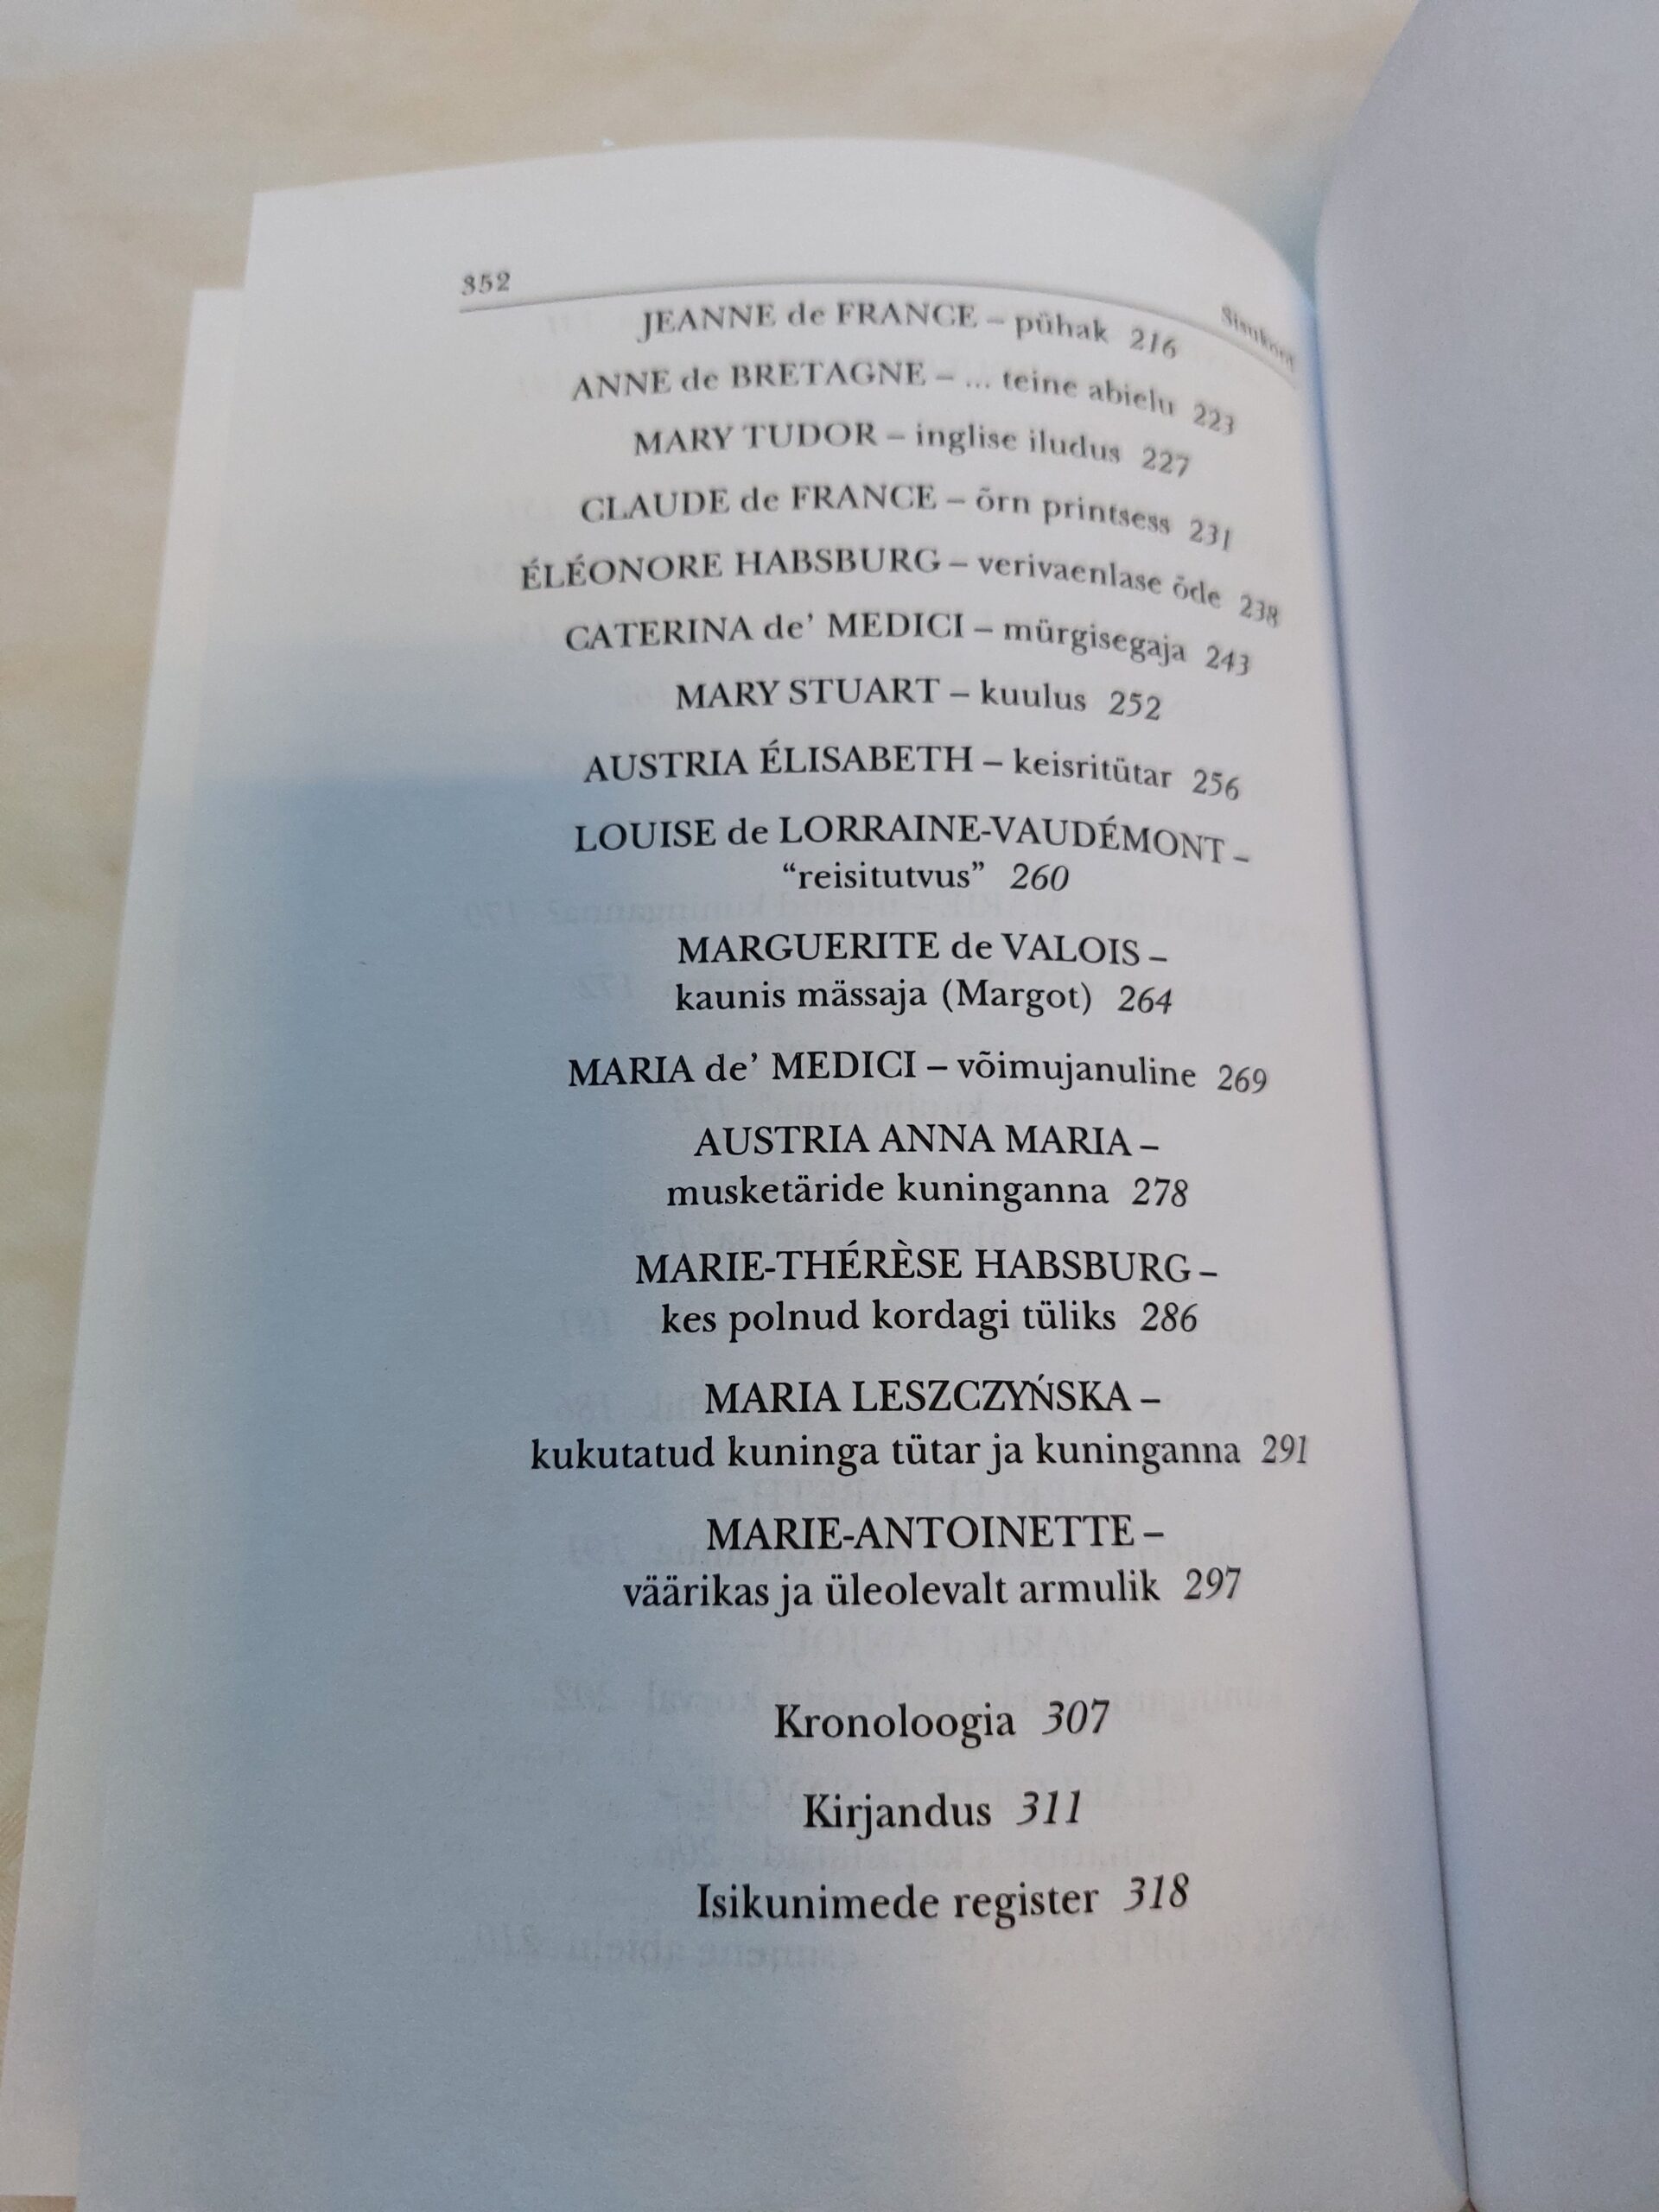 352
Sisukord
JEANNE de FRANCE – pühak 216
ANNE de BRETAGNE – ... teine abielu 223
MARY TUDOR – inglise iludus 227
CLAUDE de FRANCE – õrn printsess 231
ÉLÉONORE HABSBURG – verivaenlase õde 238
CATERINA de’ MEDICI – mürgisegaja 243
MARY STUART – kuulus 252
AUSTRIA ÉLISABETH – keisritütar 256
LOUISE de LORRAINE-VAUDÉMONT –
“reisitutvus” 260
MARGUERITE de VALOIS –
kaunis mässaja (Margot) 264
MARIA de’ MEDICI – võimujanuline 269
AUSTRIA ANNA MARIA –
musketäride kuninganna 278
MARIE-THÉRÈSE HABSBURG –
kes polnud kordagi tüliks 286
MARIA LESZCZYŃSKA –
kukutatud kuninga tütar ja kuninganna 291
MARIE-ANTOINETTE –
väärikas ja üleolevalt armulik 297
Kronoloogia 307
Kirjandus 311
Isikunimede register 318